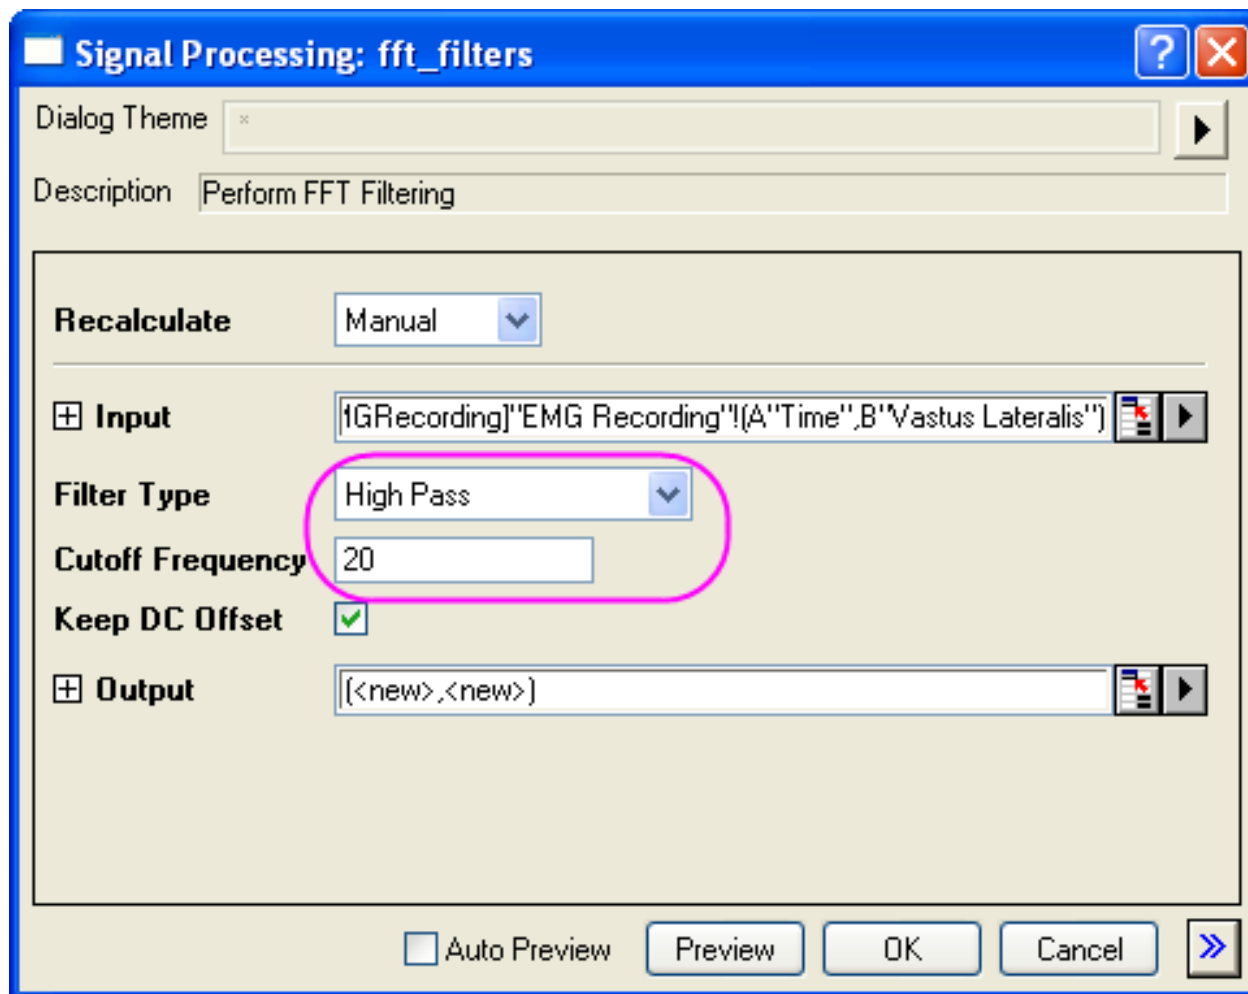 Signal Processing: fft_filters
Dialog Theme *
Description Perform FFT Filtering
Recalculate Manual
Input 1GRecording]"EMG Recording"!(A"Time",B"Vastus Lateralis")
Filter Type High Pass
Cutoff Frequency 20
Keep DC Offset
Output (<new>,<new>)
Auto Preview Preview OK Cancel